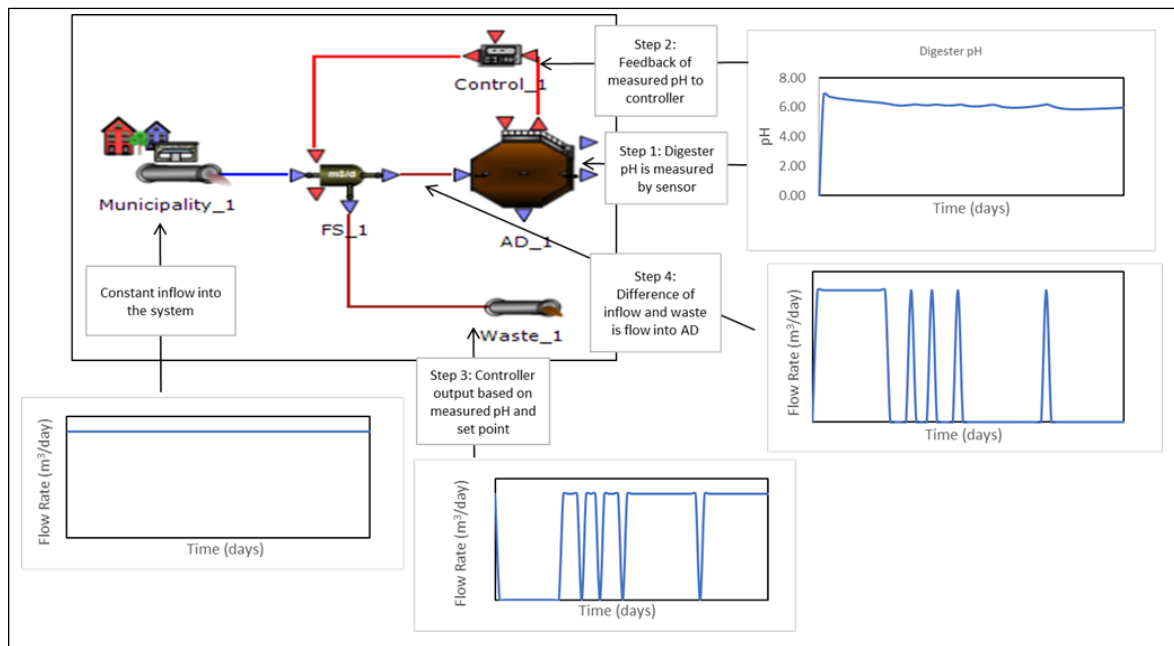 Control_1
Municipality_1
m3/d
FS_1
AD_1
Waste_1
Step 2:
Feedback of
measured pH to
controller
Step 1: Digester
pH is measured
by sensor
Step 4:
Difference of
inflow and waste
is flow into AD
Constant inflow into
the system
Step 3: Controller
output based on
measured pH and
set point
Digester pH
8.00
6.00
4.00
2.00
0.00
pH
Time (days)
Flow Rate (m³/day)
Time (days)
Flow Rate (m³/day)
Time (days)
Flow Rate (m³/day)
Time (days)